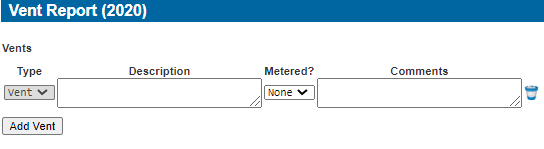 Vent Report (2020)
Vents
Type Description Metered? Comments
Vent None
Add Vent